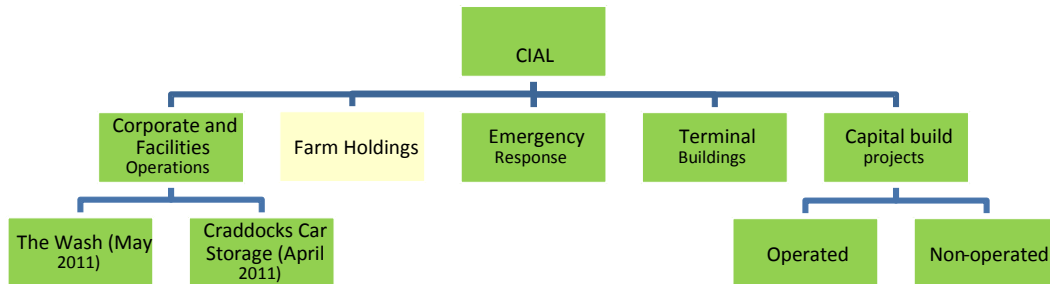 CIAL
Corporate and
Facilities
Operations
Farm Holdings
Emergency
Response
Terminal
Buildings
Capital build
projects
The Wash (May
2011)
Craddocks Car
Storage (April
2011)
Operated
Non-operated